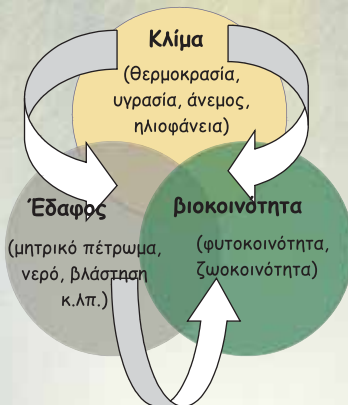 Κλίμα
(θερμοκρασία,
υγρασία, άνεμος,
ηλιοφάνεια)
Έδαφος
(μητρικό πέτρωμα,
νερό, βλάστηση
κ.λπ.)
βιοκοινότητα
(φυτοκοινότητα,
ζωοκοινότητα)